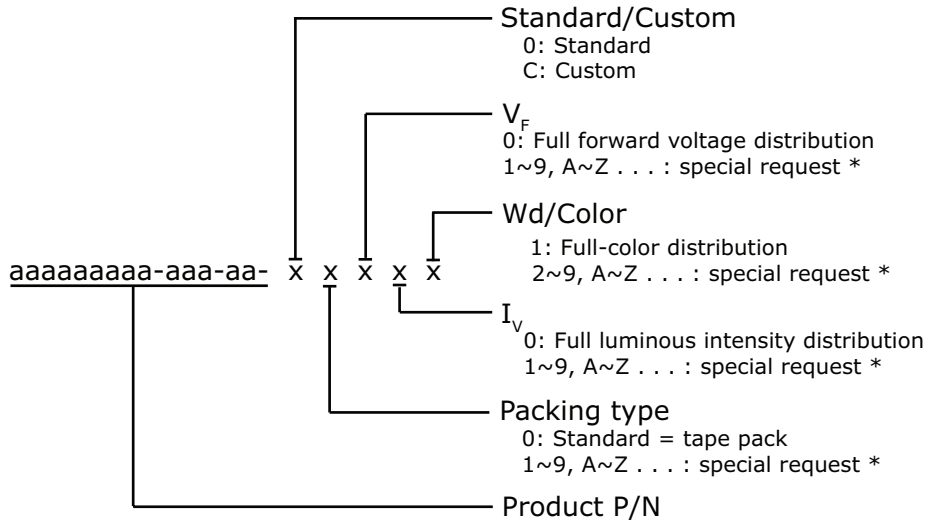 Standard/Custom
0: Standard
C: Custom
VF
0: Full forward voltage distribution
1~9, A~Z . . . : special request *
Wd/Color
1: Full-color distribution
2~9, A~Z . . . : special request *
aaaaaaaaa-aaa-aa- x x x x x
IV
0: Full luminous intensity distribution
1~9, A~Z . . . : special request *
Packing type
0: Standard = tape pack
1~9, A~Z . . . : special request *
Product P/N